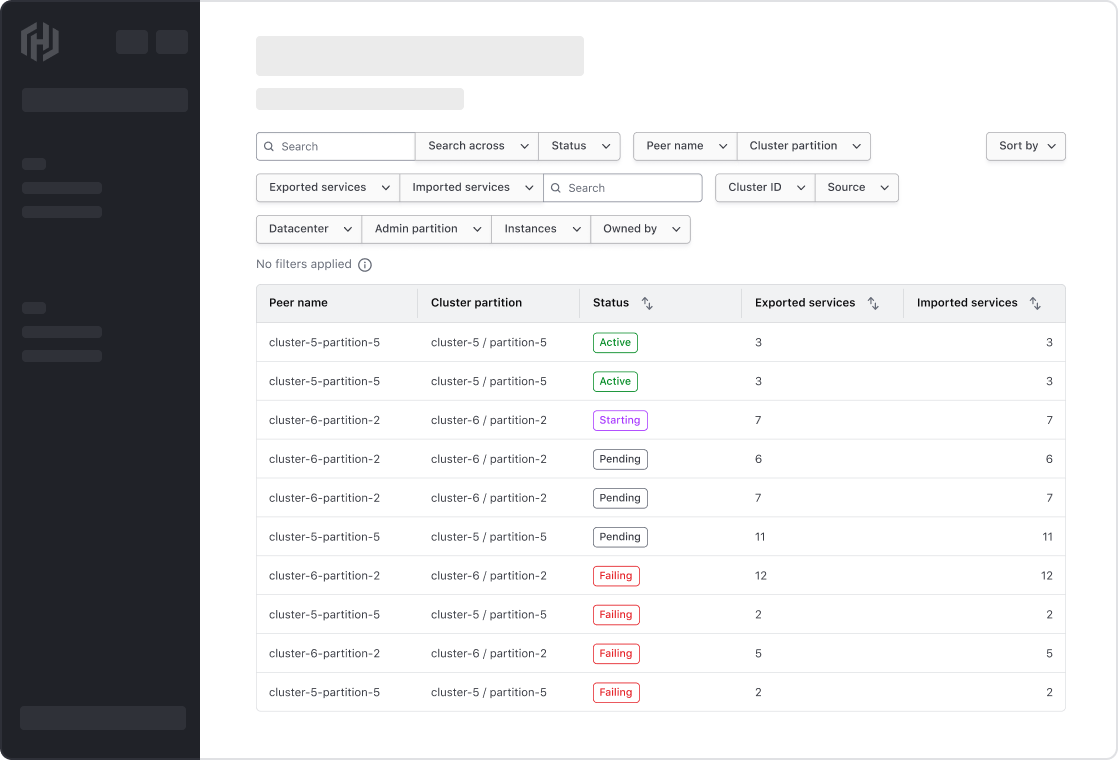 Search Search across Status Peer name Cluster partition Sort by
Exported services Imported services Search Cluster ID Source
Datacenter Admin partition Instances Owned by
No filters applied
Peer name Cluster partition Status Exported services Imported services
cluster-5-partition-5 cluster-5 / partition-5 Active 3 3
cluster-5-partition-5 cluster-5 / partition-5 Active 3 3
cluster-6-partition-2 cluster-6 / partition-2 Starting 7 7
cluster-6-partition-2 cluster-6 / partition-2 Pending 6 6
cluster-6-partition-2 cluster-6 / partition-2 Pending 7 7
cluster-5-partition-5 cluster-5 / partition-5 Pending 11 11
cluster-6-partition-2 cluster-6 / partition-2 Failing 12 12
cluster-5-partition-5 cluster-5 / partition-5 Failing 2 2
cluster-6-partition-2 cluster-6 / partition-2 Failing 5 5
cluster-5-partition-5 cluster-5 / partition-5 Failing 2 2